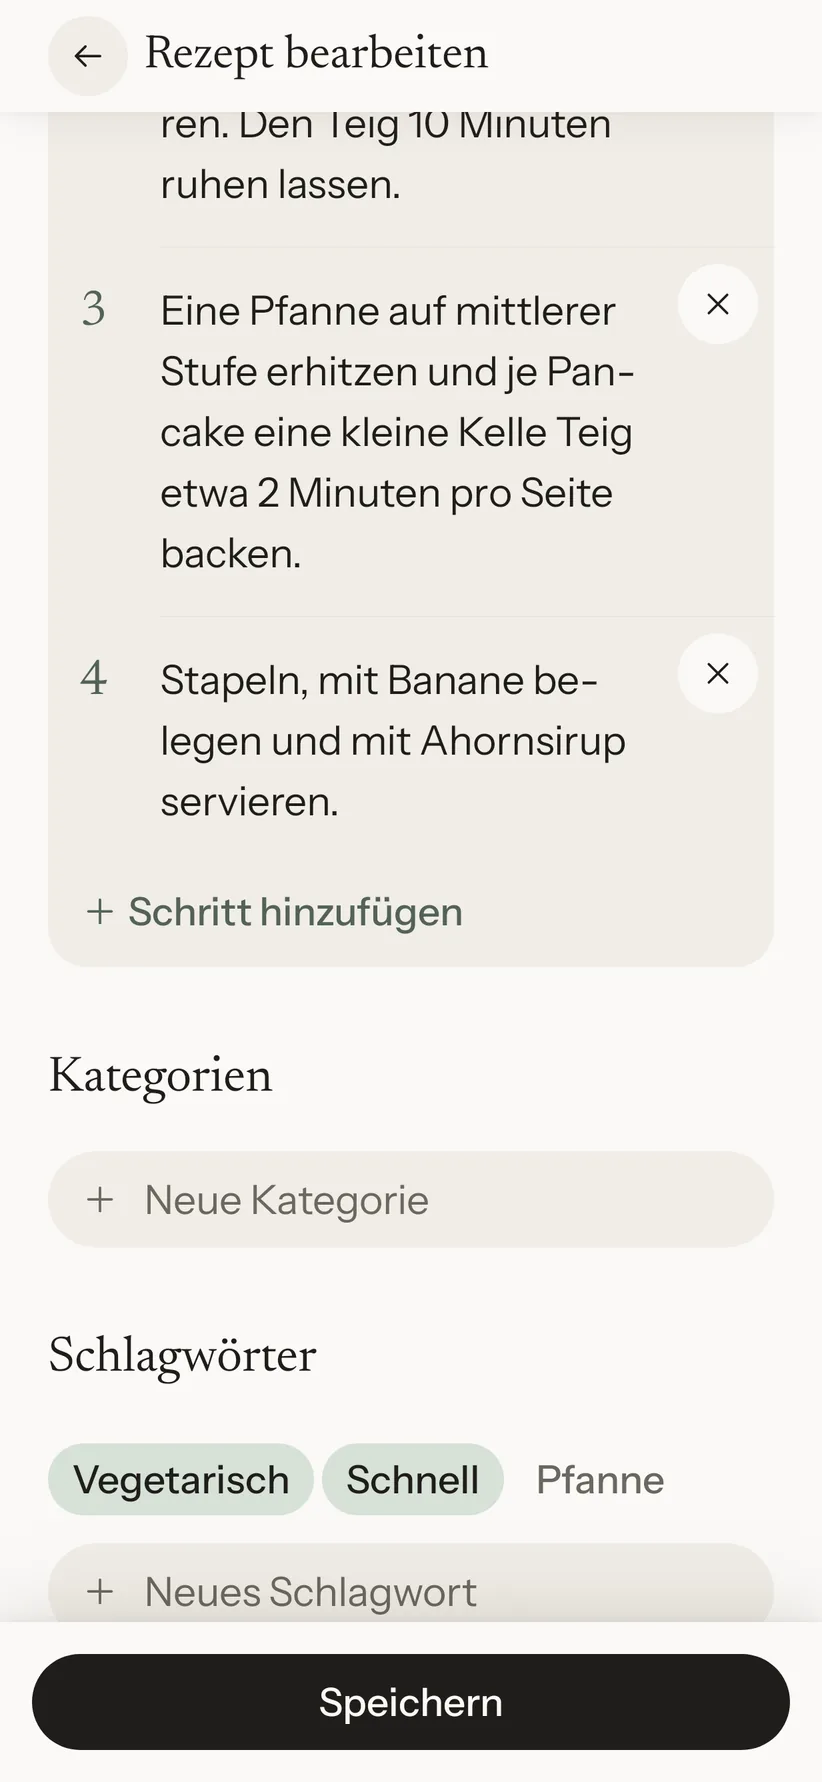 Rezept bearbeiten
ren. Den Teig 10 Minuten
ruhen lassen.
3
Eine Pfanne auf mittlerer
Stufe erhitzen und je Pan-
cake eine kleine Kelle Teig
etwa 2 Minuten pro Seite
backen.
4
Stapeln, mit Banane be-
legen und mit Ahornsirup
servieren.
+ Schritt hinzufügen
Kategorien
+ Neue Kategorie
Schlagwörter
Vegetarisch Schnell Pfanne
+ Neues Schlagwort
Speichern